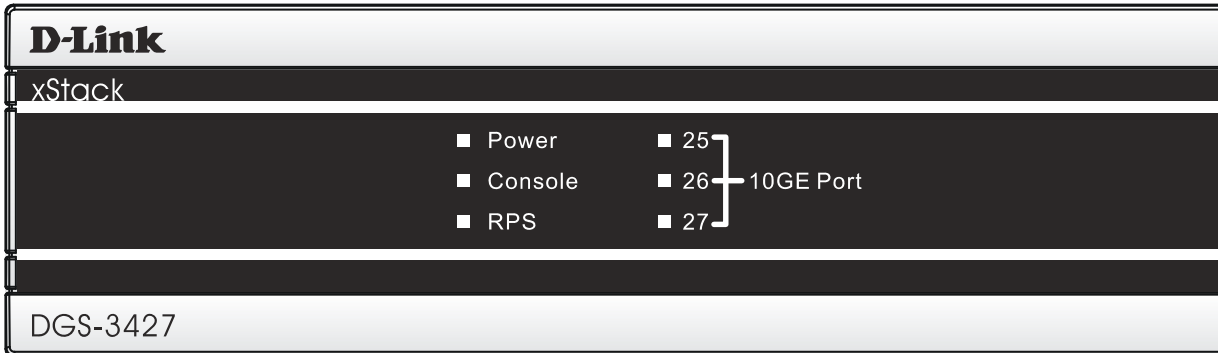 D-Link
xStack
Power 25
Console 26 10GE Port
RPS 27
DGS-3427